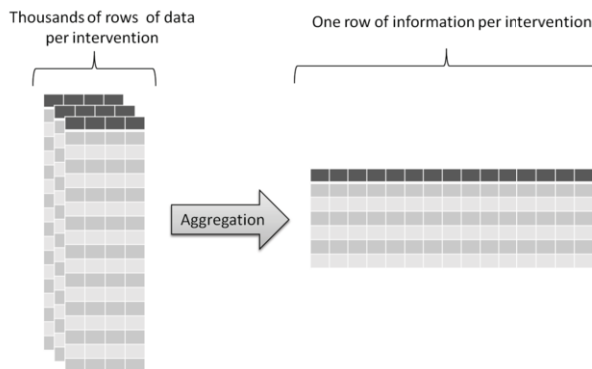 Thousands of rows of data
per intervention
One row of information per intervention
Aggregation